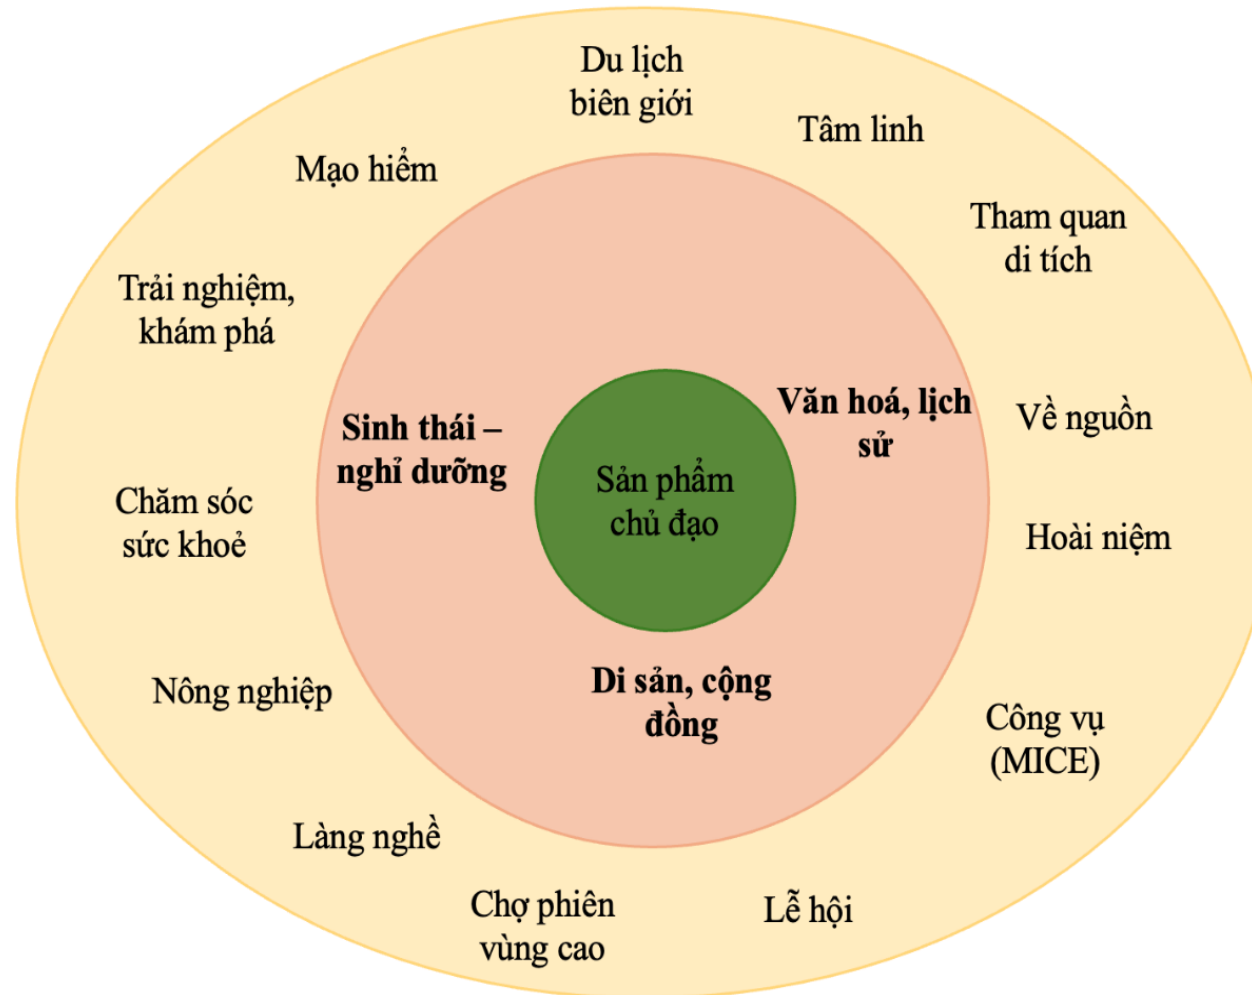 Du lịch
biên giới
Tâm linh
Mạo hiểm
Tham quan
di tích
Trải nghiệm,
khám phá
Văn hoá, lịch
sử
Về nguồn
Sinh thái –
nghỉ dưỡng
Sản phẩm
chủ đạo
Chăm sóc
sức khoẻ
Hoài niệm
Di sản, cộng
đồng
Nông nghiệp
Công vụ
(MICE)
Làng nghề
Chợ phiên
vùng cao
Lễ hội